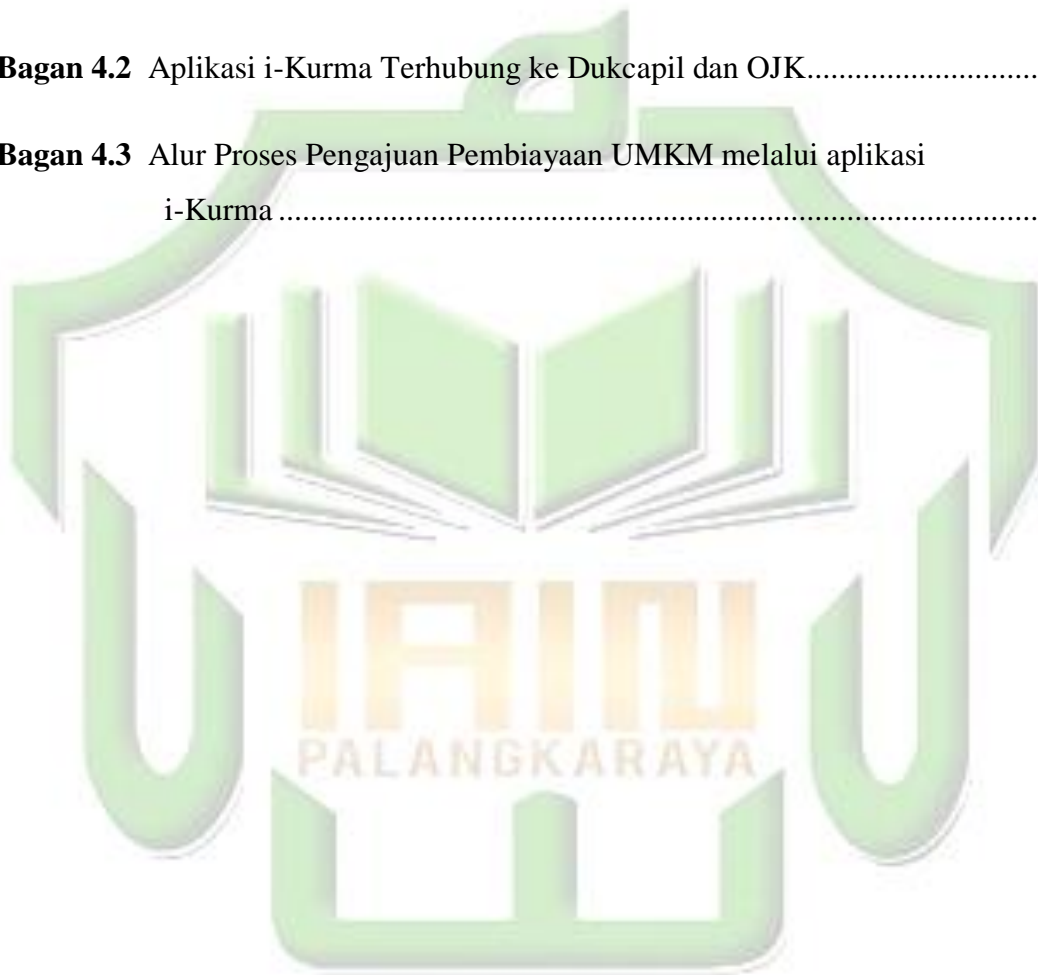 Bagan 4.2 Aplikasi i-Kurma Terhubung ke Dukcapil dan OJK.............................
Bagan 4.3 Alur Proses Pengajuan Pembiayaan UMKM melalui aplikasi
i-Kurma ................................................................................................
IAIN
PALANGKARAYA